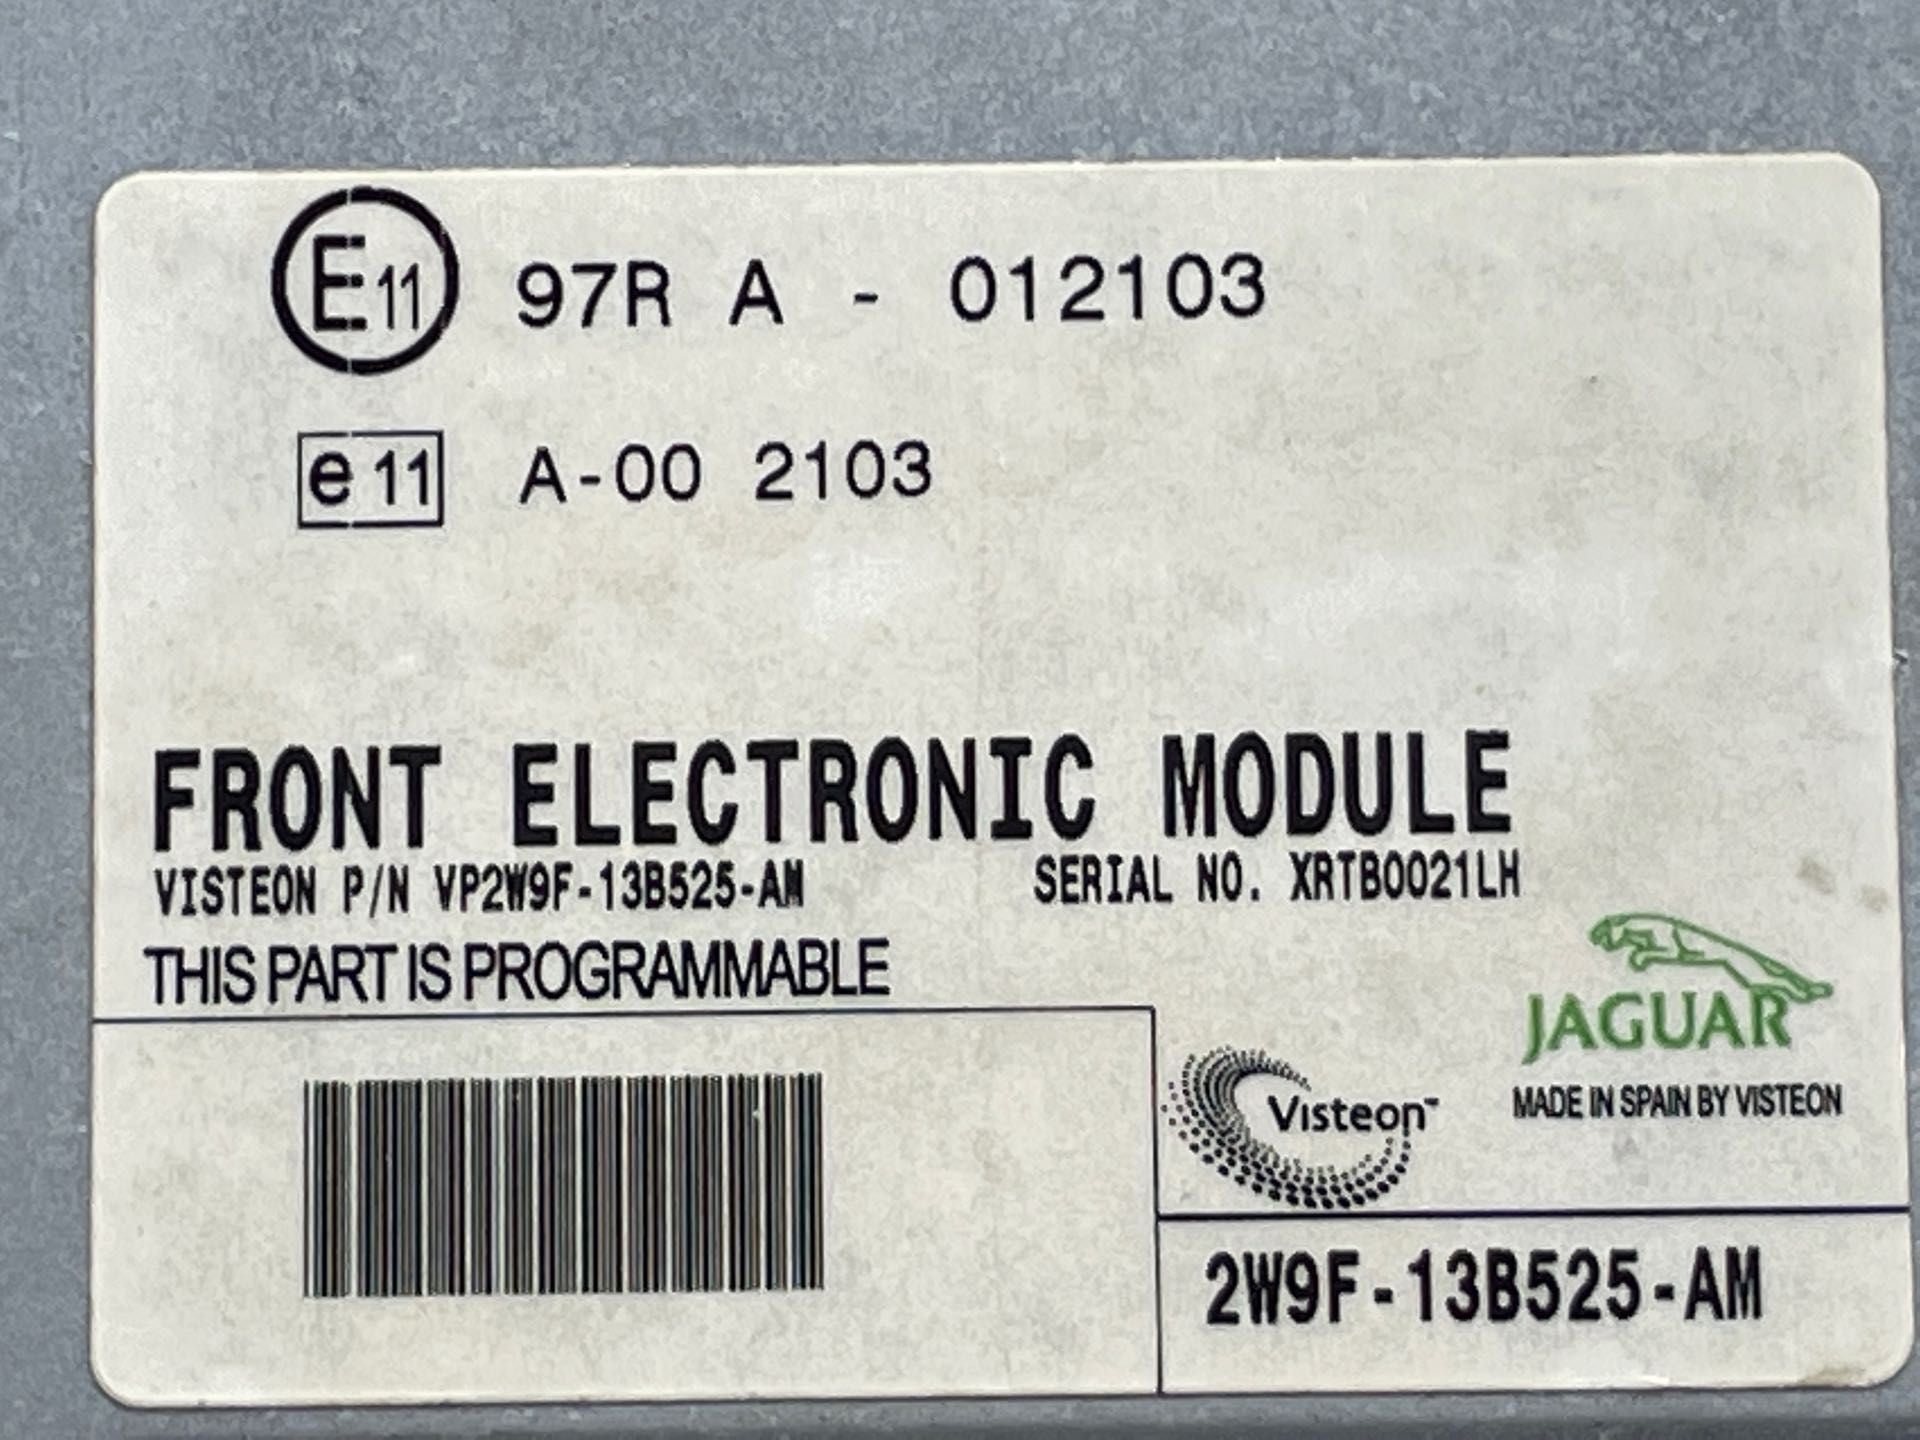 E11 97R A - 012103
e11 A-00 2103
FRONT ELECTRONIC MODULE
VISTEON P/N VP2W9F-13B525-AM SERIAL NO. XRTB0021LH
THIS PART IS PROGRAMMABLE
JAGUAR
Visteon™
MADE IN SPAIN BY VISTEON
2W9F-13B525-AM